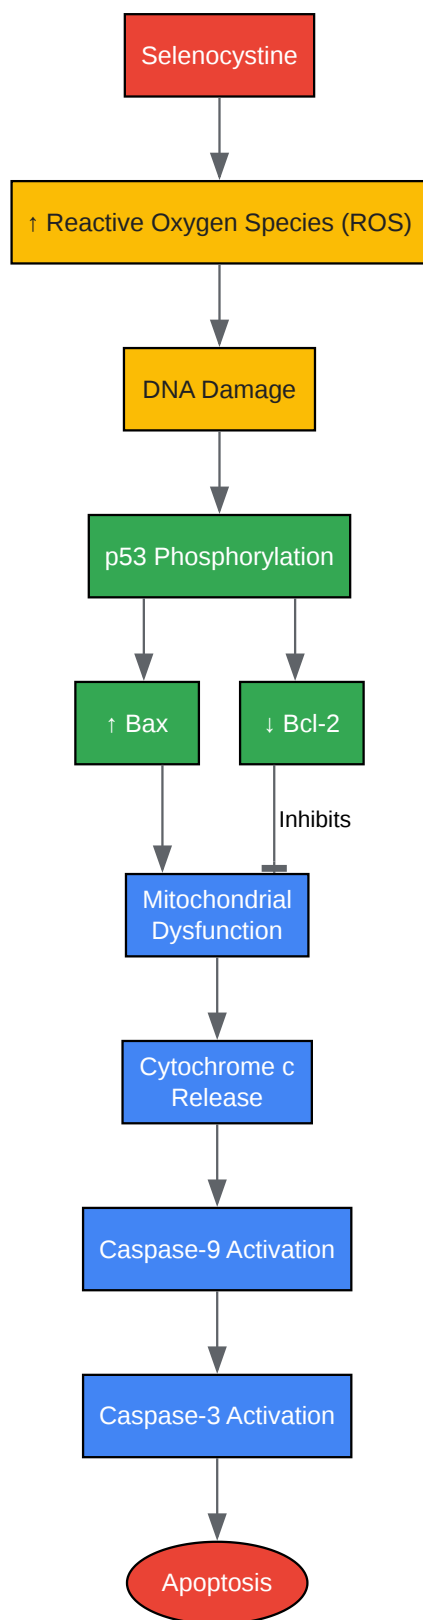 Selenocystine
↑ Reactive Oxygen Species (ROS)
DNA Damage
p53 Phosphorylation
↑ Bax
↓ Bcl-2
Inhibits
Mitochondrial
Dysfunction
Cytochrome c
Release
Caspase-9 Activation
Caspase-3 Activation
Apoptosis